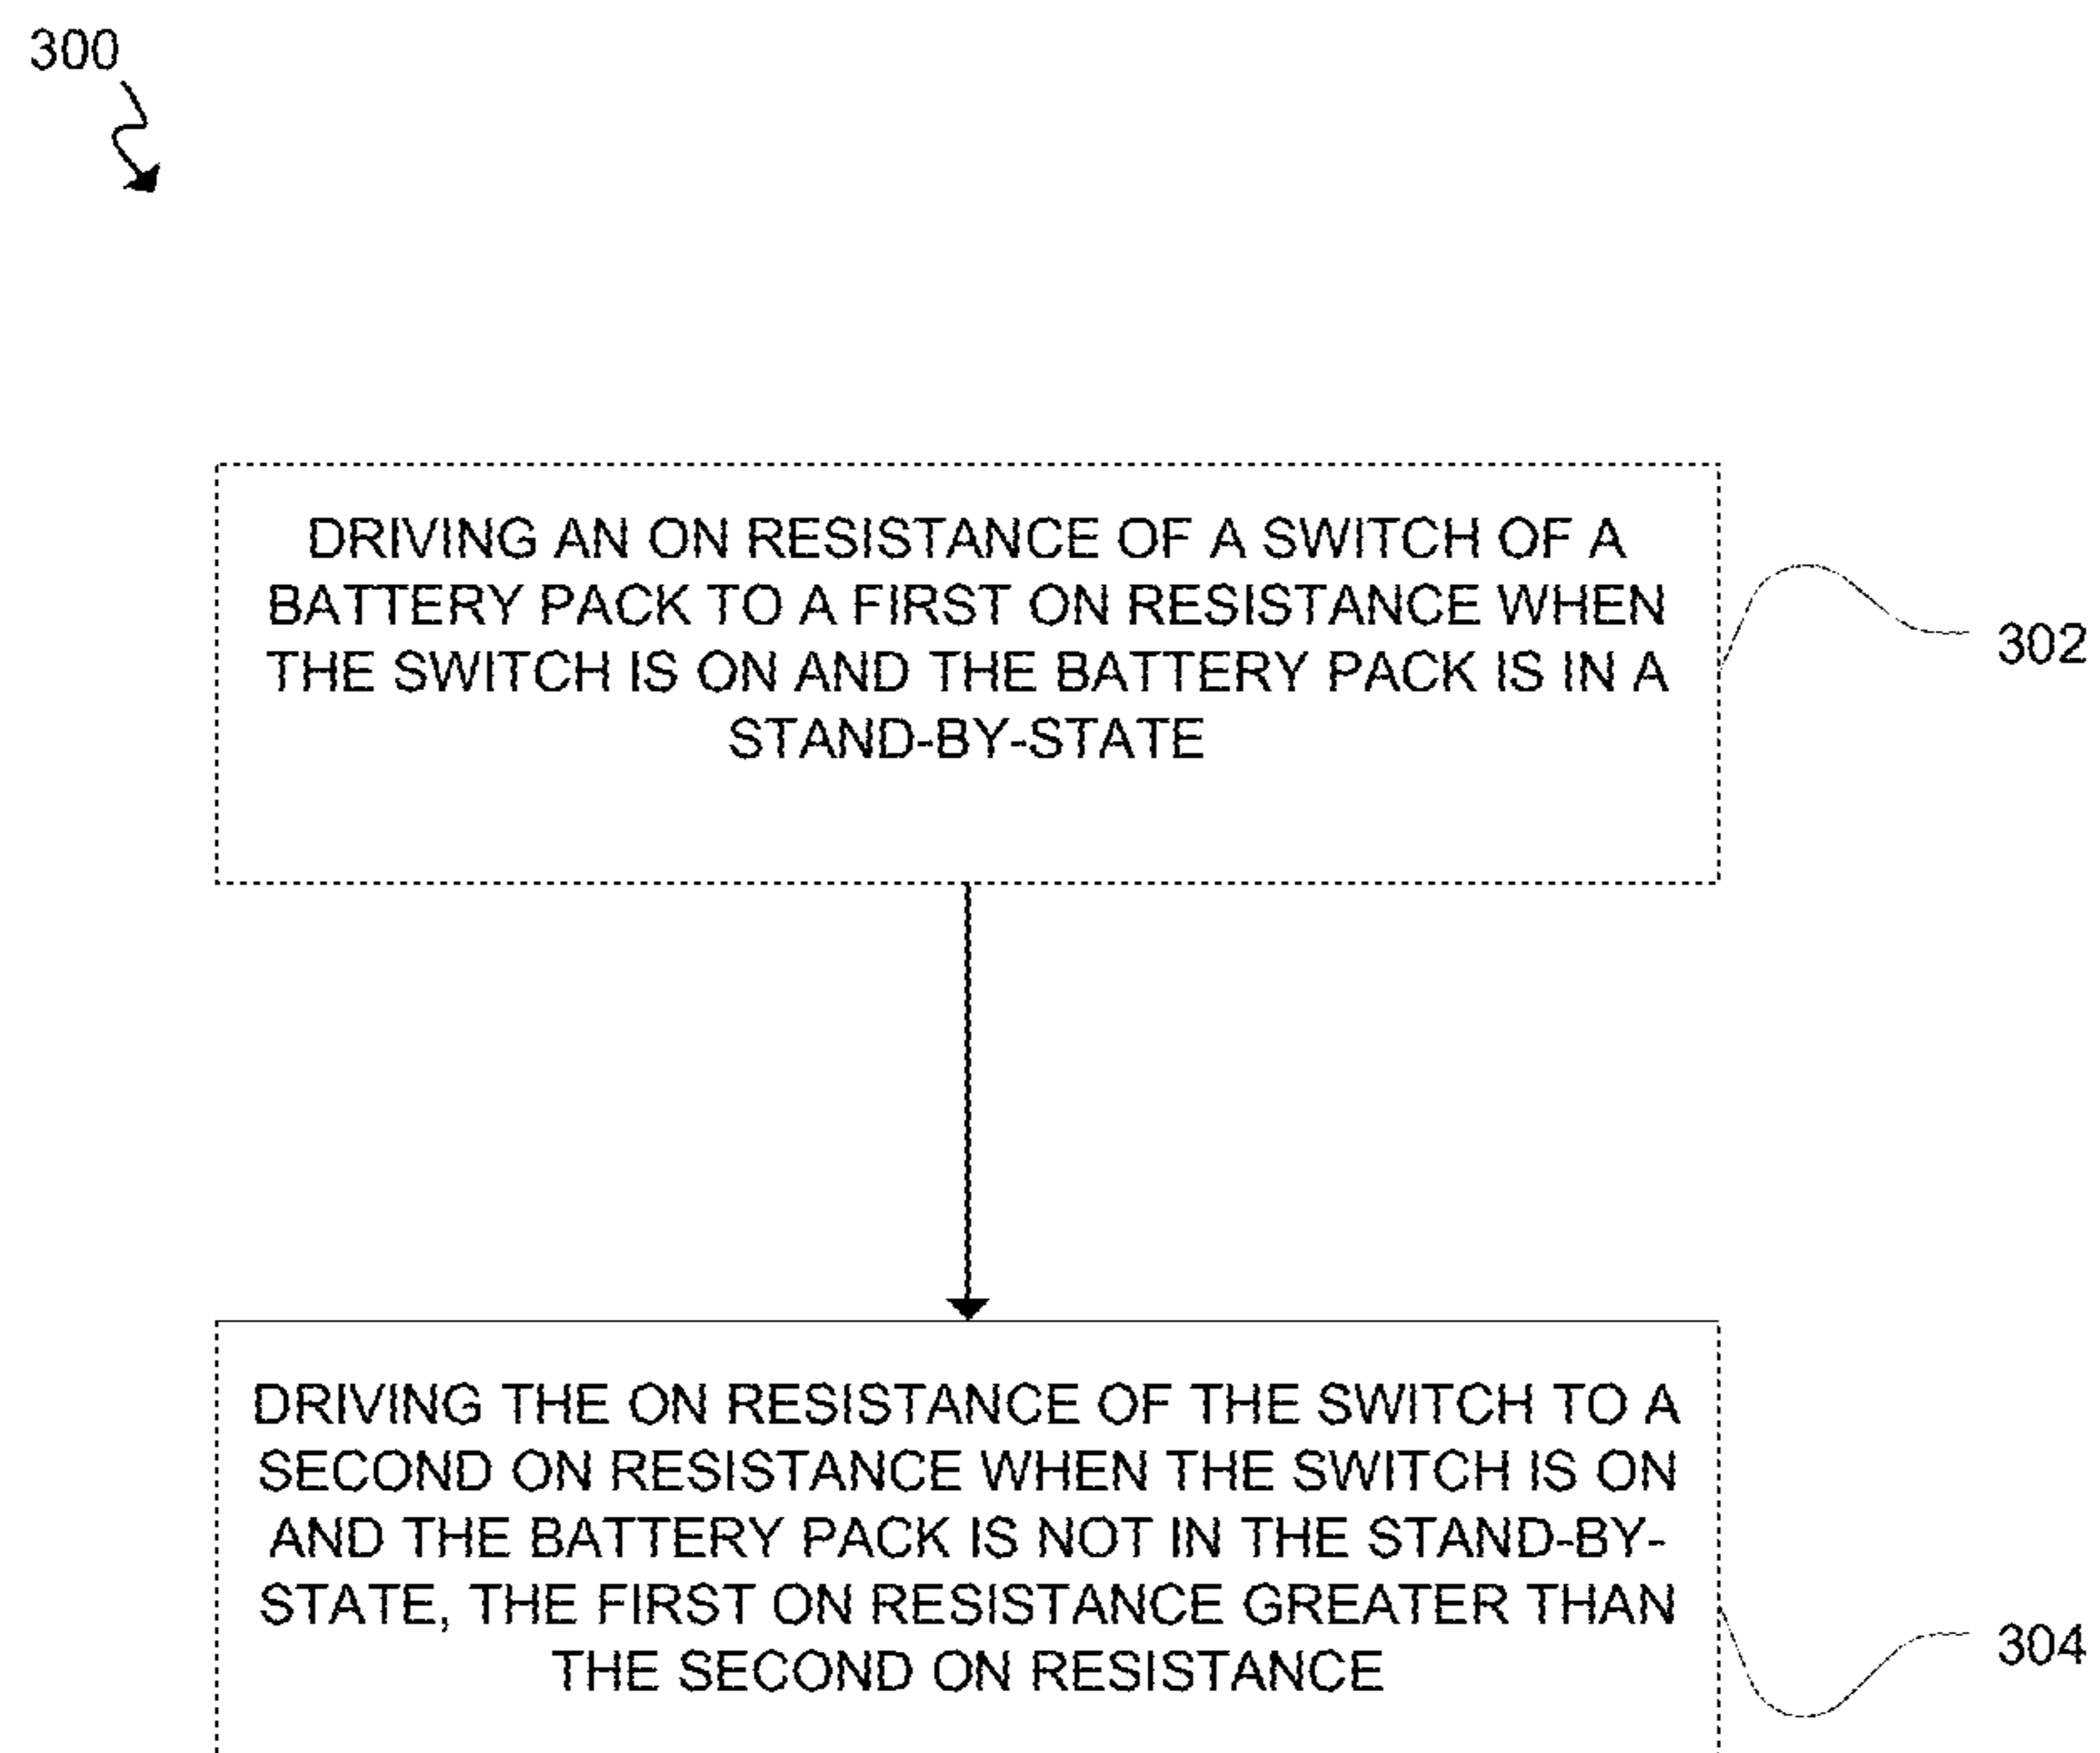 300
DRIVING AN ON RESISTANCE OF A SWITCH OF A
BATTERY PACK TO A FIRST ON RESISTANCE WHEN
THE SWITCH IS ON AND THE BATTERY PACK IS IN A
STAND-BY-STATE
302
DRIVING THE ON RESISTANCE OF THE SWITCH TO A
SECOND ON RESISTANCE WHEN THE SWITCH IS ON
AND THE BATTERY PACK IS NOT IN THE STAND-BY-
STATE, THE FIRST ON RESISTANCE GREATER THAN
THE SECOND ON RESISTANCE
304